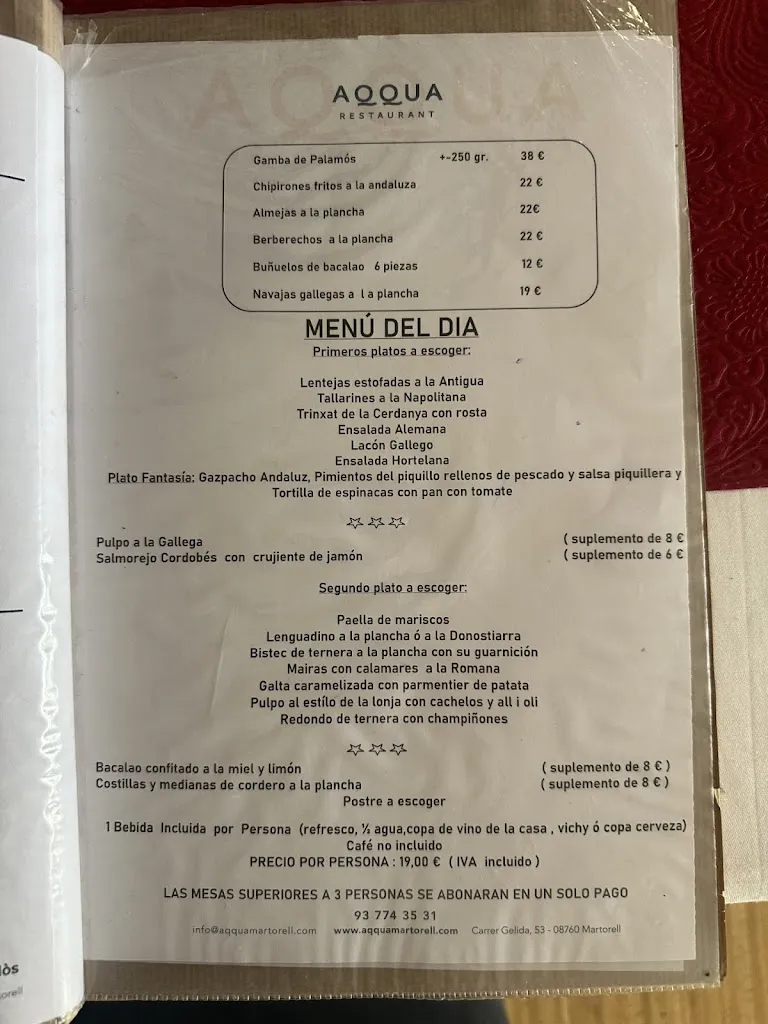 AQQUA
RESTAURANT
Gamba de Palamós +-250 gr. 38 €
Chipirones fritos a la andaluza 22 €
Almejas a la plancha 22€
Berberechos a la plancha 22 €
Buñuelos de bacalao 6 piezas 12 €
Navajas gallegas a l a plancha 19 €
MENÚ DEL DIA
Primeros platos a escoger:
Lentejas estofadas a la Antigua
Tallarines a la Napolitana
Trinxat de la Cerdanya con rosta
Ensalada Alemana
Lacón Gallego
Ensalada Hortelana
Plato Fantasía: Gazpacho Andaluz, Pimientos del piquillo rellenos de pescado y salsa piquillera y
Tortilla de espinacas con pan con tomate
Pulpo a la Gallega ( suplemento de 8 €
Salmorejo Cordobés con crujiente de jamón ( suplemento de 6 €
Segundo plato a escoger:
Paella de mariscos
Lenguadino a la plancha ó a la Donostiarra
Bistec de ternera a la plancha con su guarnición
Mairas con calamares a la Romana
Galta caramelizada con parmentier de patata
Pulpo al estílo de la lonja con cachelos y all i oli
Redondo de ternera con champiñones
Bacalao confitado a la miel y limón ( suplemento de 8 € )
Costillas y medianas de cordero a la plancha ( suplemento de 8 € )
Postre a escoger
1 Bebida Incluida por Persona (refresco, ½ agua,copa de vino de la casa , vichy ó copa cerveza)
Café no incluido
PRECIO POR PERSONA : 19,00 € ( IVA incluido )
LAS MESAS SUPERIORES A 3 PERSONAS SE ABONARAN EN UN SOLO PAGO
93 774 35 31
info@aqquamartorell.com www.aqquamartorell.com Carrer Gelida, 53 - 08760 Martorell